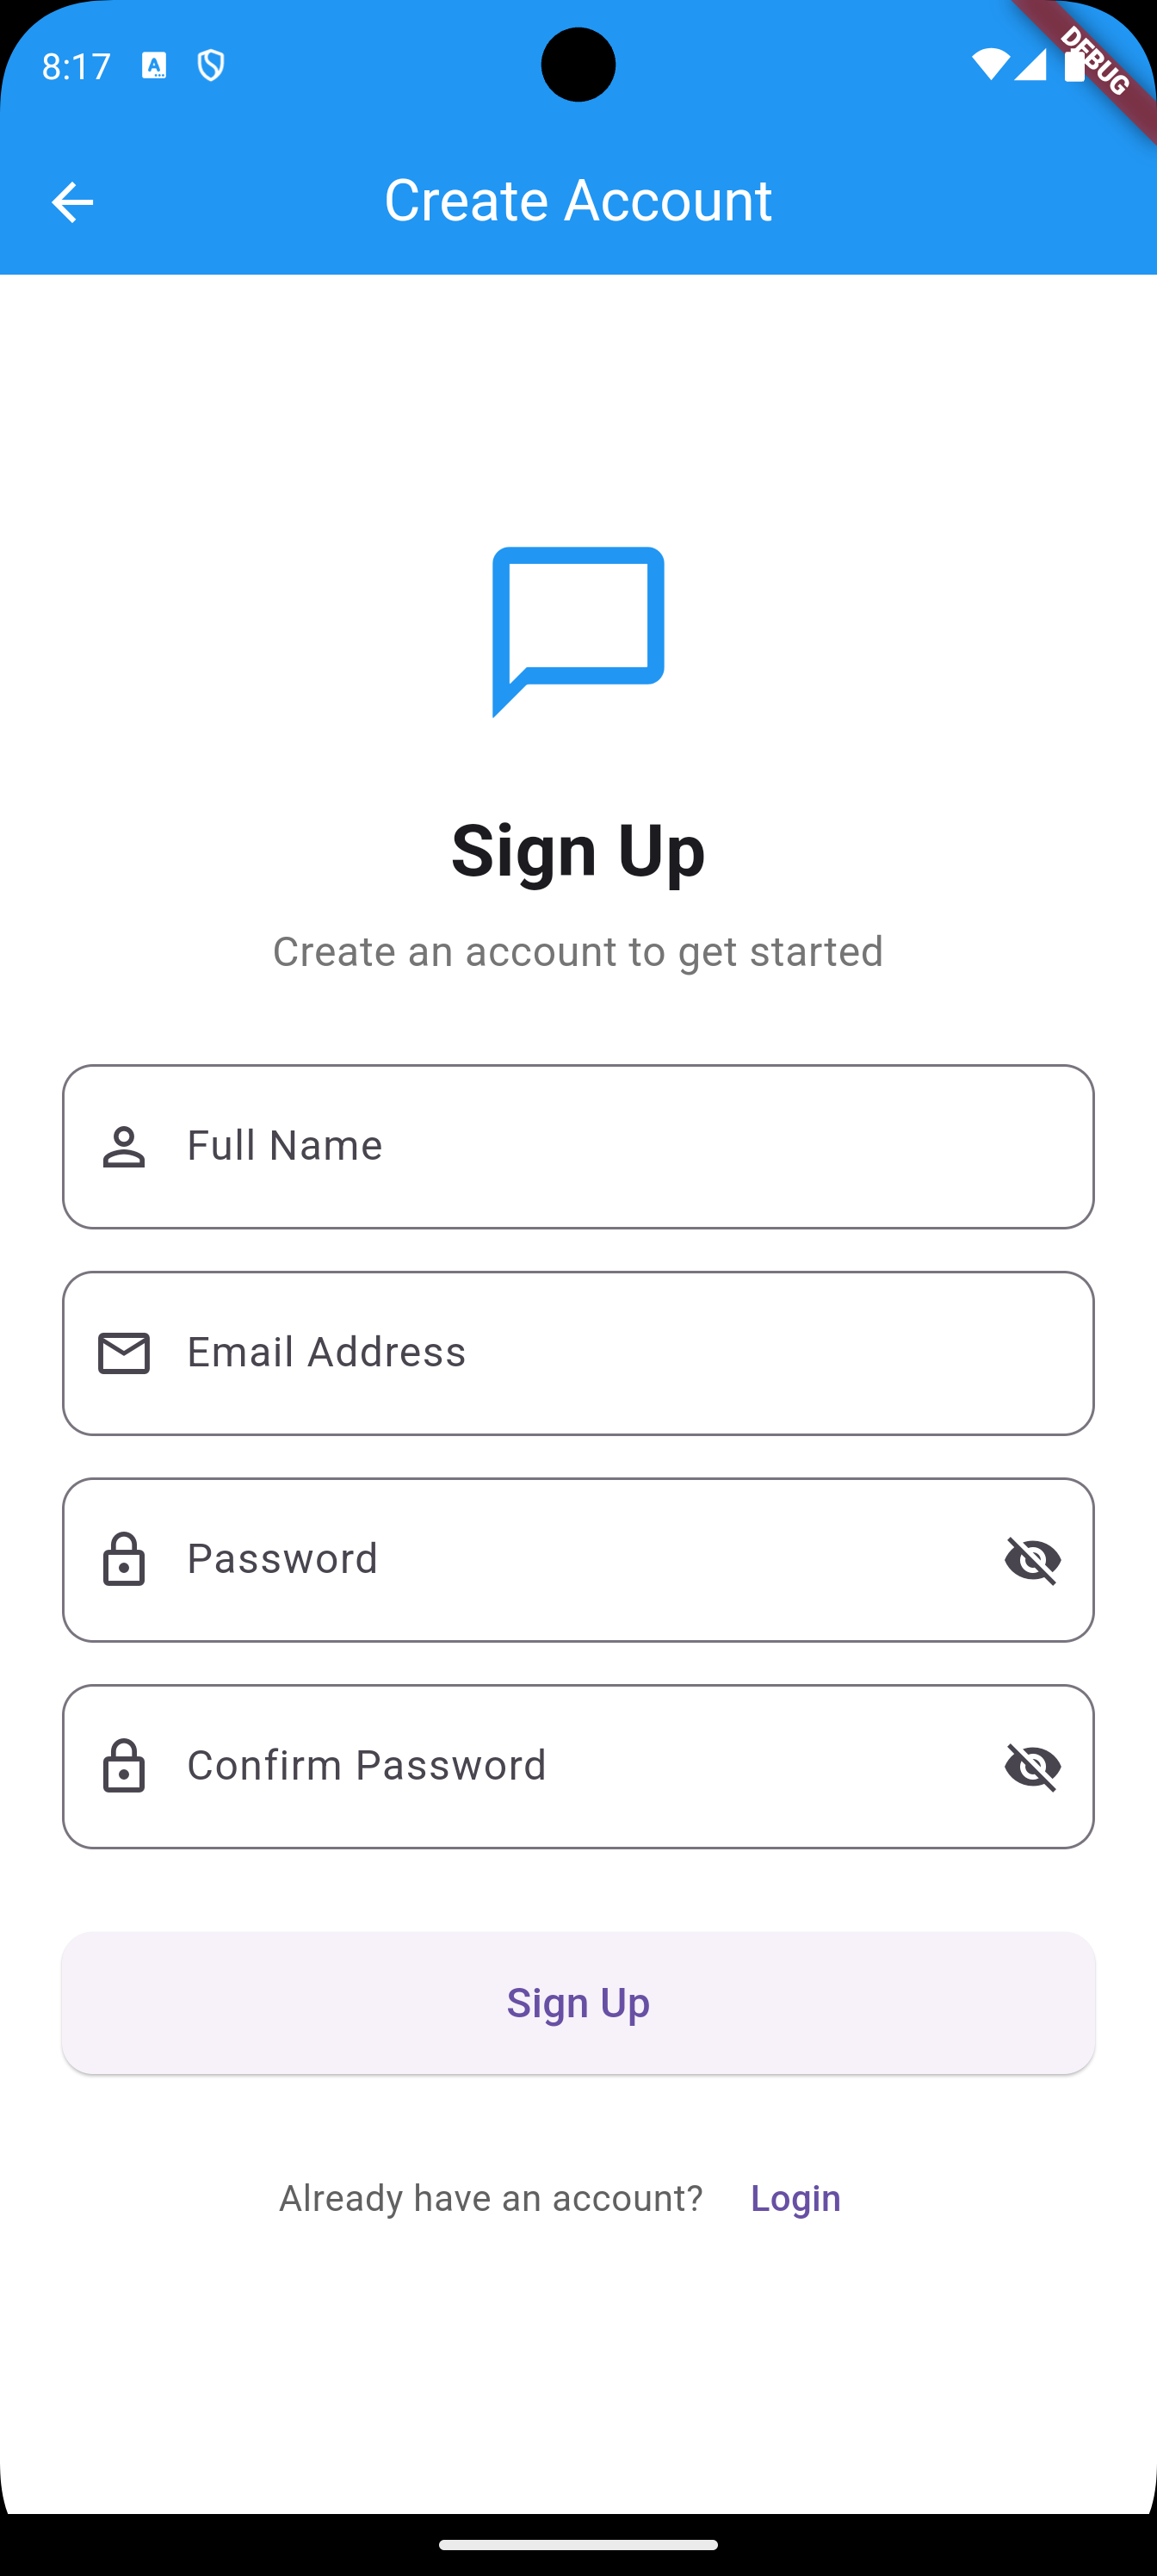 8:17
DEBUG
Create Account
Sign Up
Create an account to get started
Full Name
Email Address
Password
Confirm Password
Sign Up
Already have an account? Login